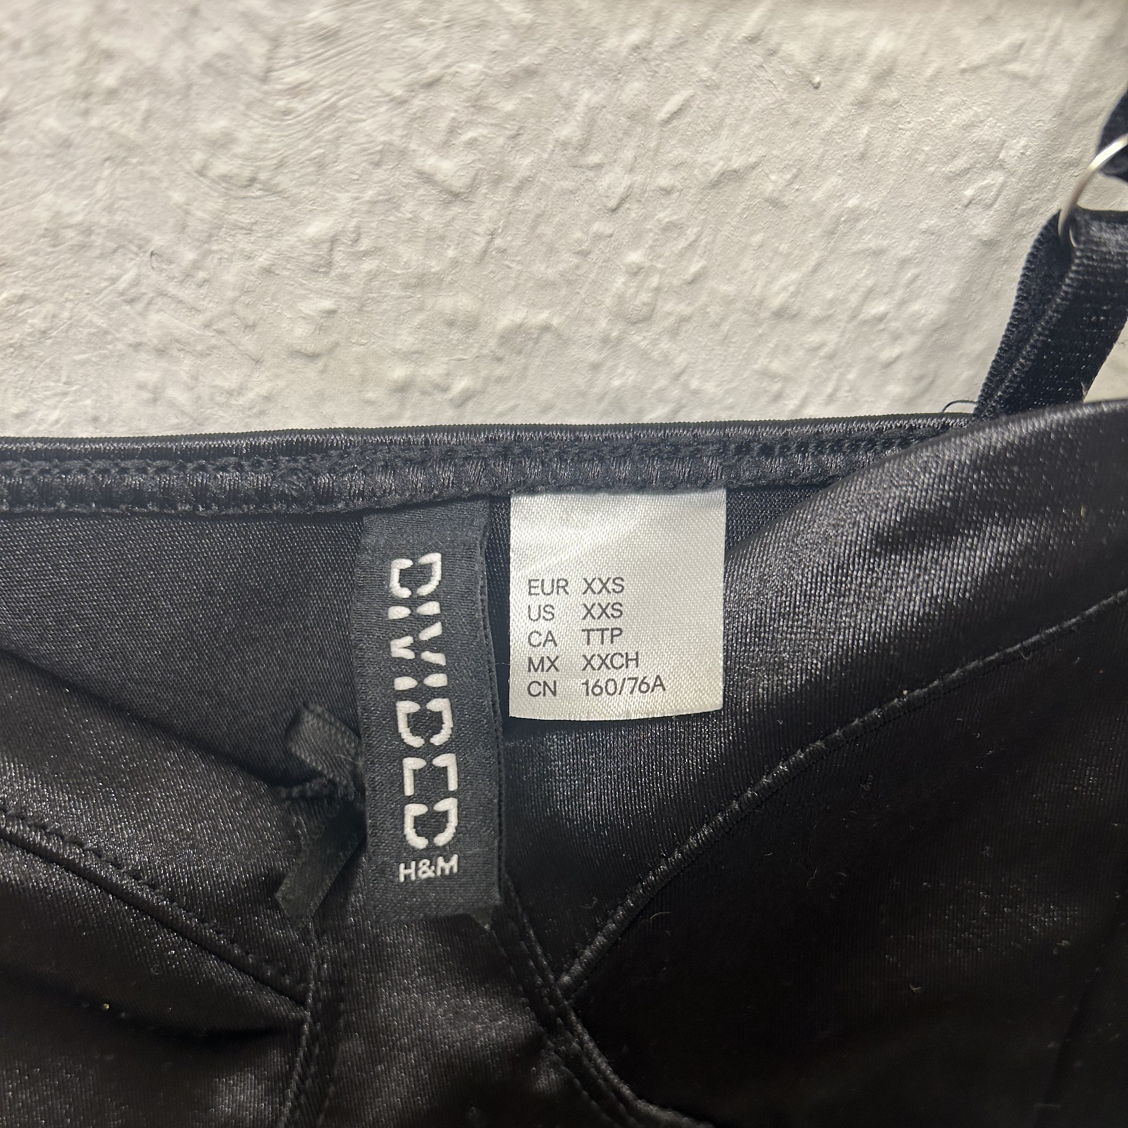 DIVIDED
H&M
EUR XXS
US XXS
CA TTP
MX XXCH
CN 160/76A